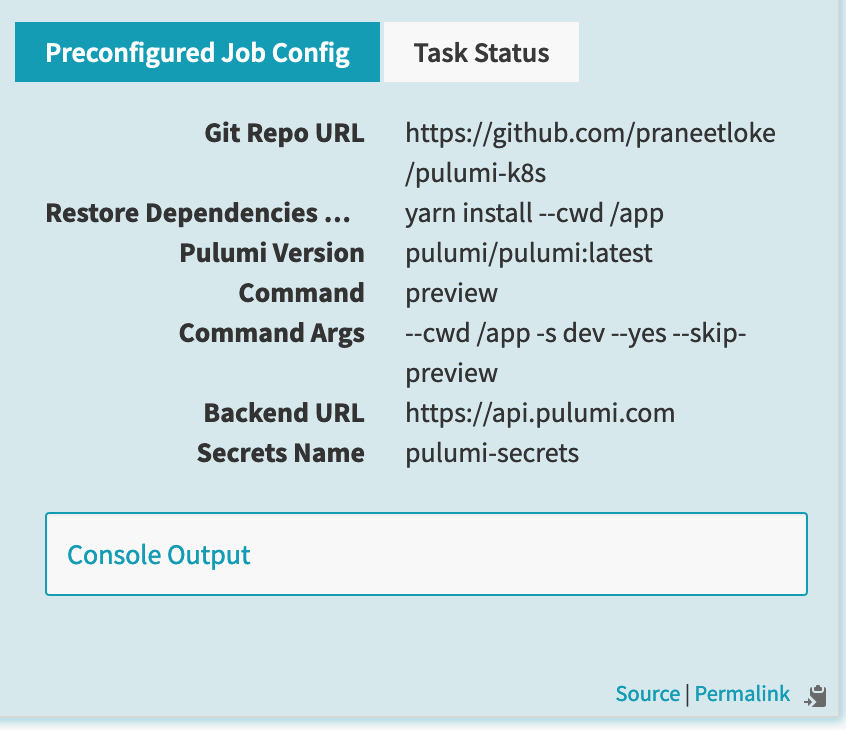 Preconfigured Job Config Task Status
Git Repo URL https://github.com/praneetloke
/pulumi-k8s
Restore Dependencies ... yarn install --cwd /app
Pulumi Version pulumi/pulumi:latest
Command preview
Command Args --cwd /app -s dev --yes --skip-
preview
Backend URL https://api.pulumi.com
Secrets Name pulumi-secrets
Console Output
Source | Permalink